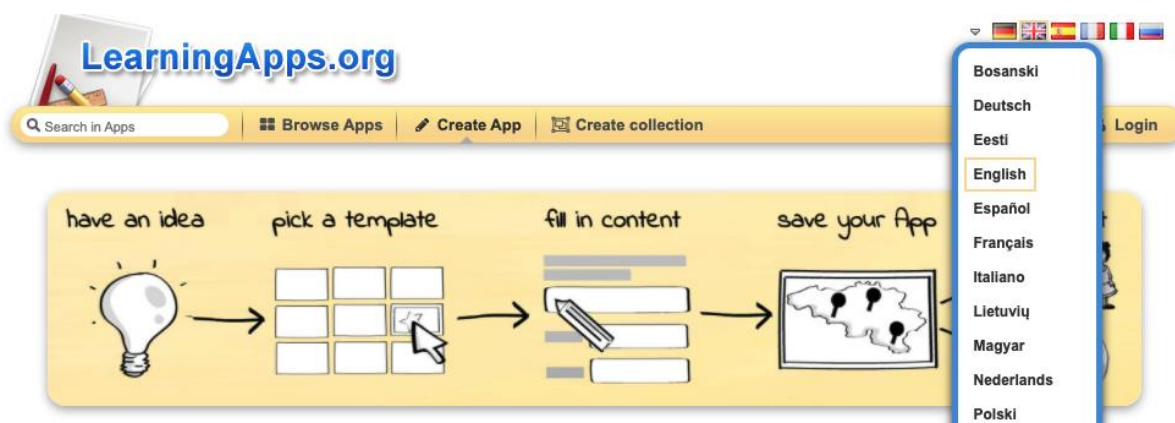 LearningApps.org
Search in Apps
Browse Apps
Create App
Create collection
Login
have an idea
pick a template
fill in content
save your App
Bosanski
Deutsch
Eesti
English
Español
Français
Italiano
Lietuvių
Magyar
Nederlands
Polski